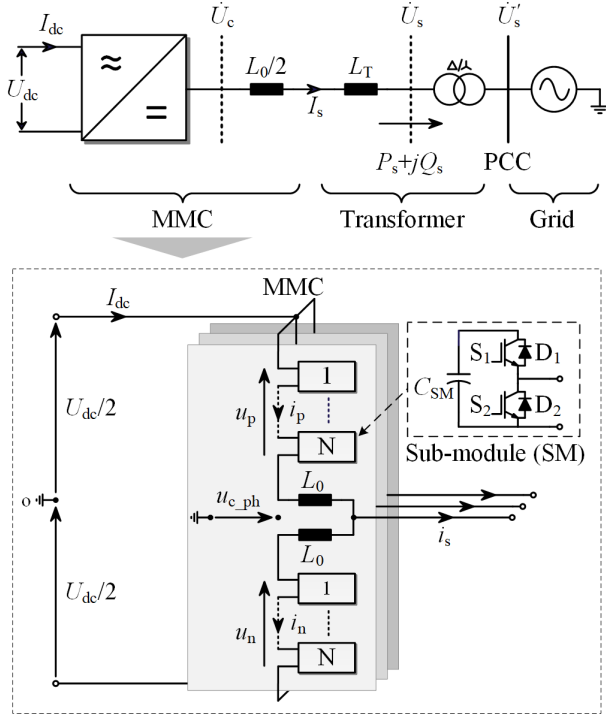 I_dc
U̇_c
U̇_s
U̇_s′
≈
=
U_dc
L_0/2
I_s
L_T
Δ/Y
P_s+jQ_s
PCC
MMC
Transformer
Grid
MMC
I_dc
U_dc/2
o
U_dc/2
u_p
i_p
1
N
L_0
u_c_ph
L_0
i_s
u_n
i_n
1
N
C_SM
S_1
D_1
S_2
D_2
Sub-module (SM)